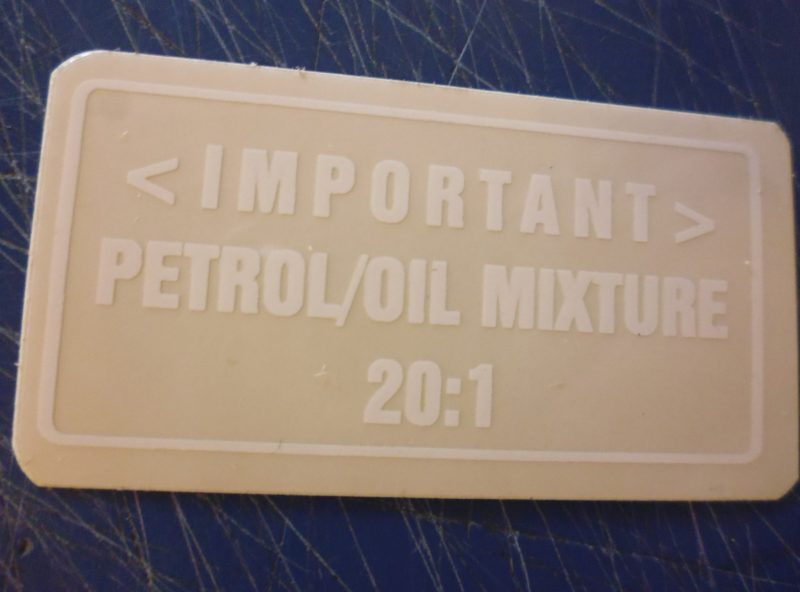 <IMPORTANT>
PETROL/OIL MIXTURE
20:1